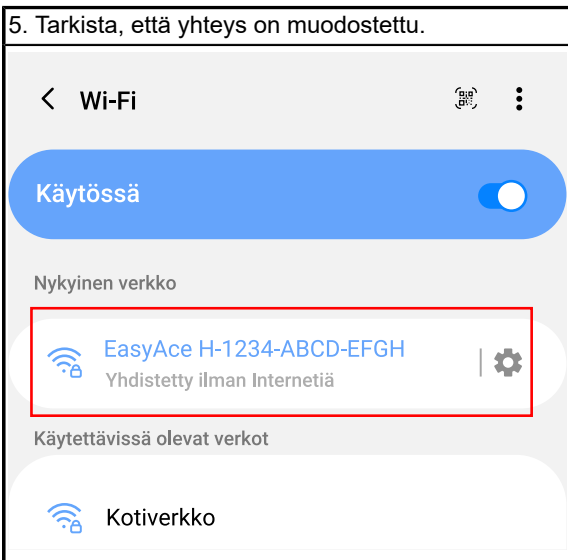 5. Tarkista, että yhteys on muodostettu.
Wi-Fi
Käytössä
Nykyinen verkko
EasyAce H-1234-ABCD-EFGH
Yhdistetty ilman Internetiä
Käytettävissä olevat verkot
Kotiverkko